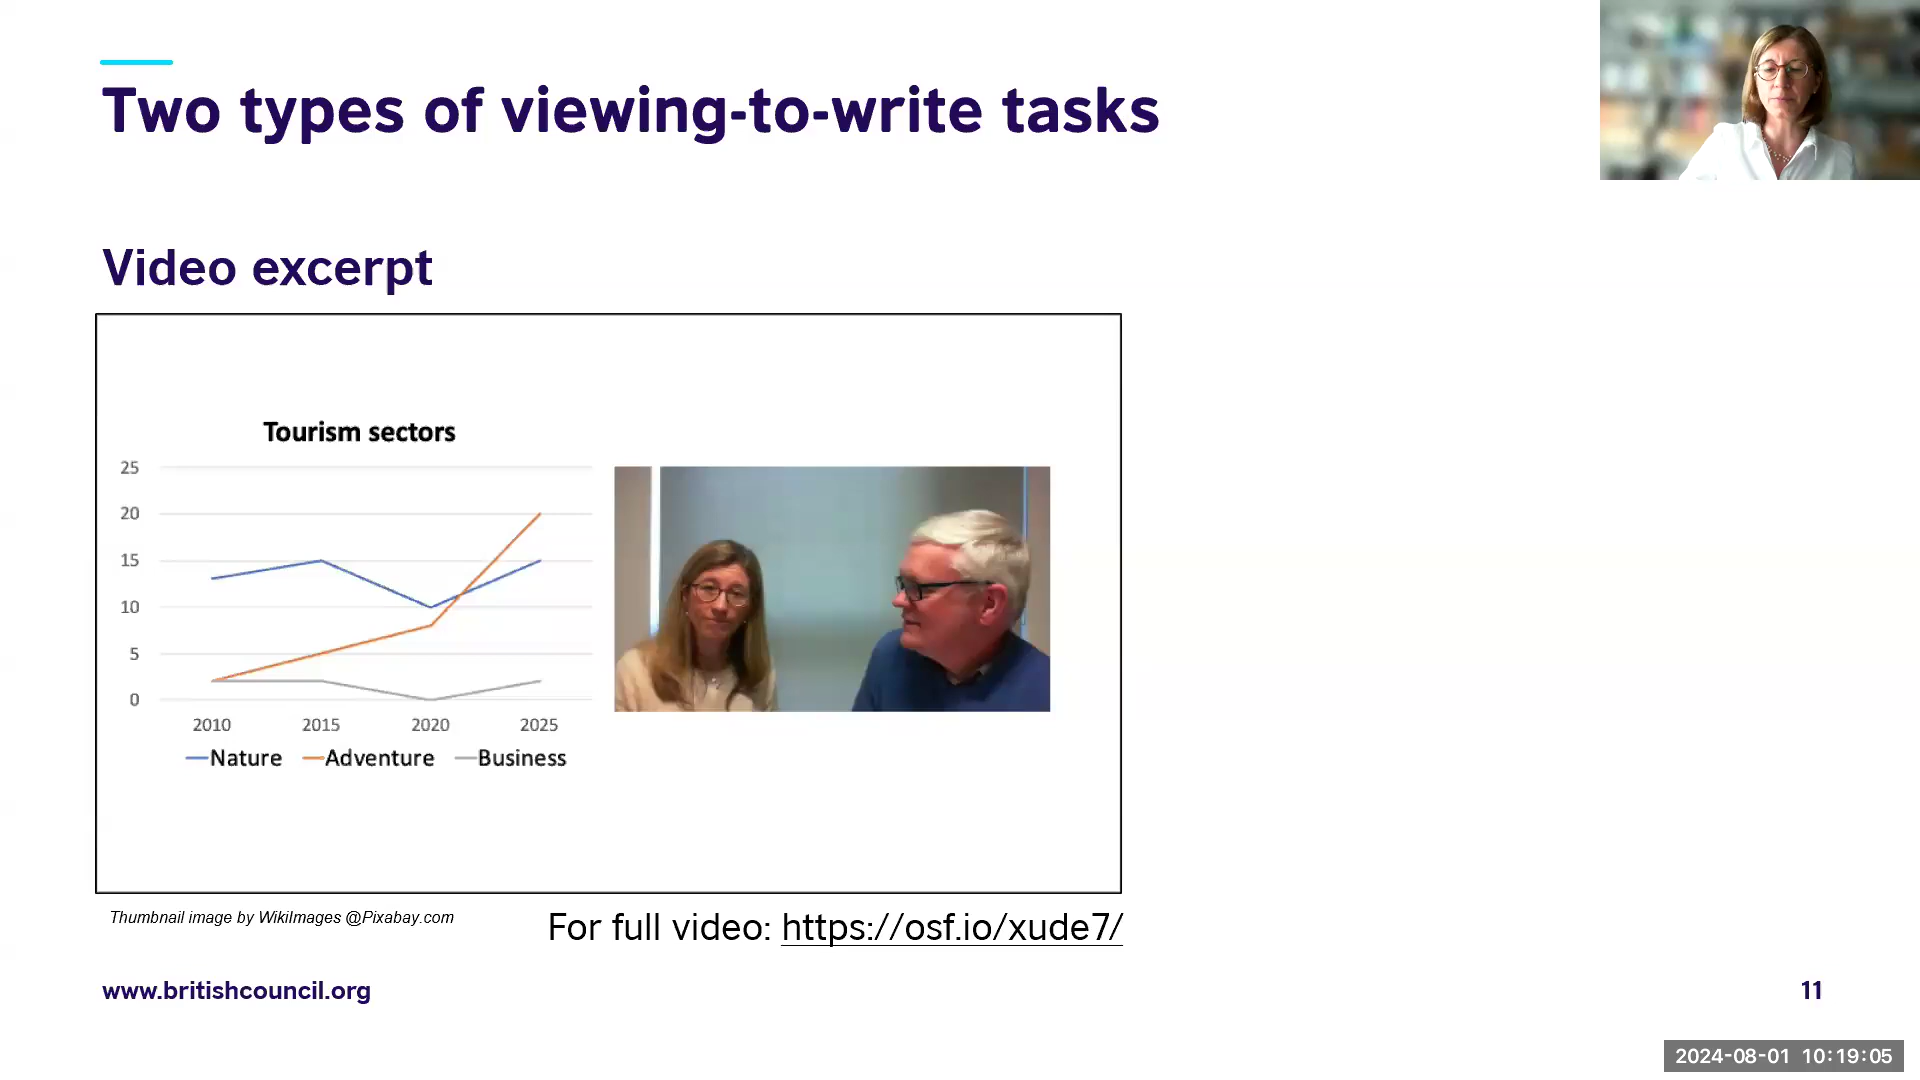 Two types of viewing-to-write tasks
Video excerpt
Tourism sectors
25
20
15
10
5
0
2010 2015 2020 2025
Nature Adventure Business
Thumbnail image by WikiImages @Pixabay.com
For full video: https://osf.io/xude7/
www.britishcouncil.org
11
2024-08-01 10:19:05